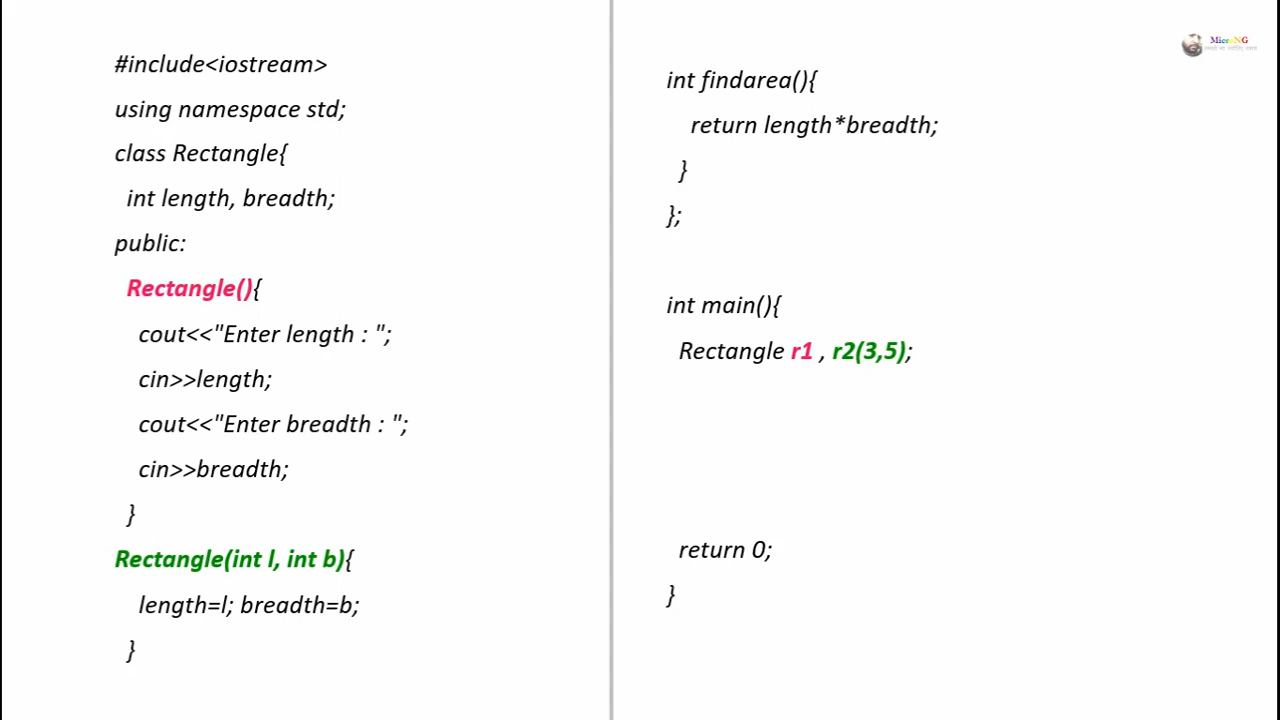 #include<iostream>
using namespace std;
class Rectangle{
int length, breadth;
public:
Rectangle(){
cout<<"Enter length : ";
cin>>length;
cout<<"Enter breadth : ";
cin>>breadth;
}
Rectangle(int l, int b){
length=l; breadth=b;
}
int findarea(){
return length*breadth;
}
};
int main(){
Rectangle r1 , r2(3,5);
return 0;
}
MicroNG